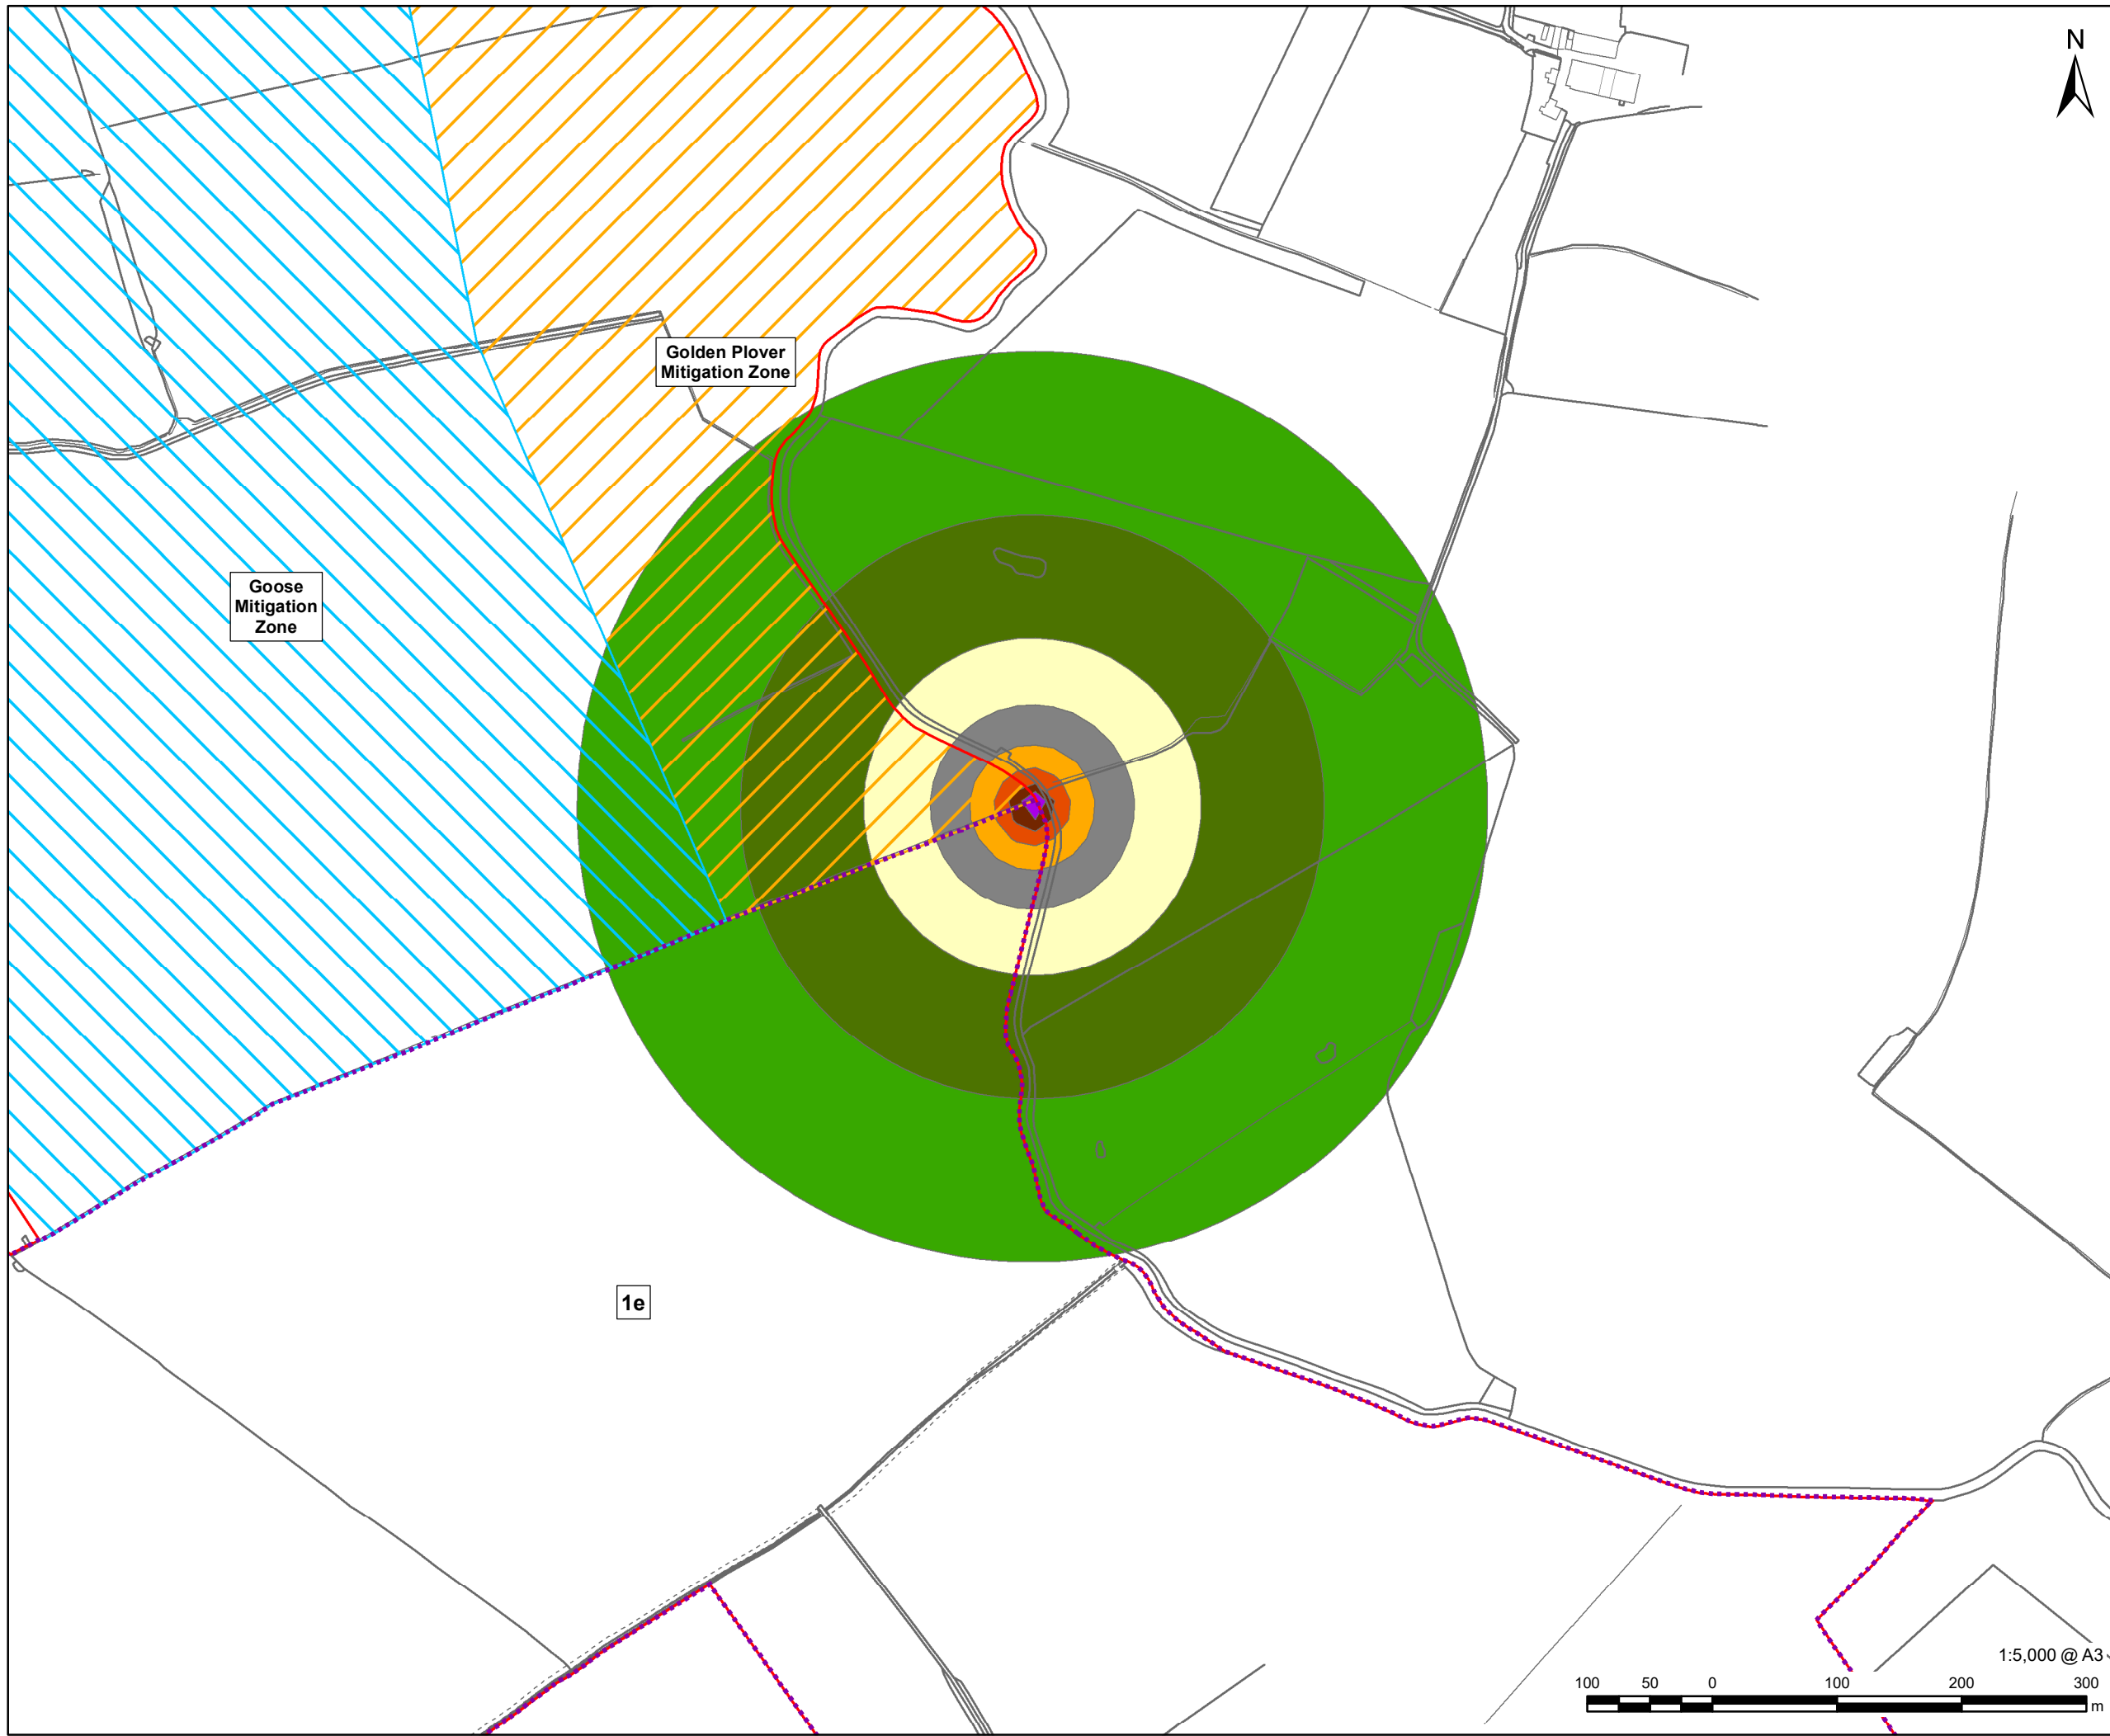 N
Golden Plover
Mitigation Zone
Goose
Mitigation
Zone
1e
1:5,000 @ A3
100 50 0 100 200 300
m